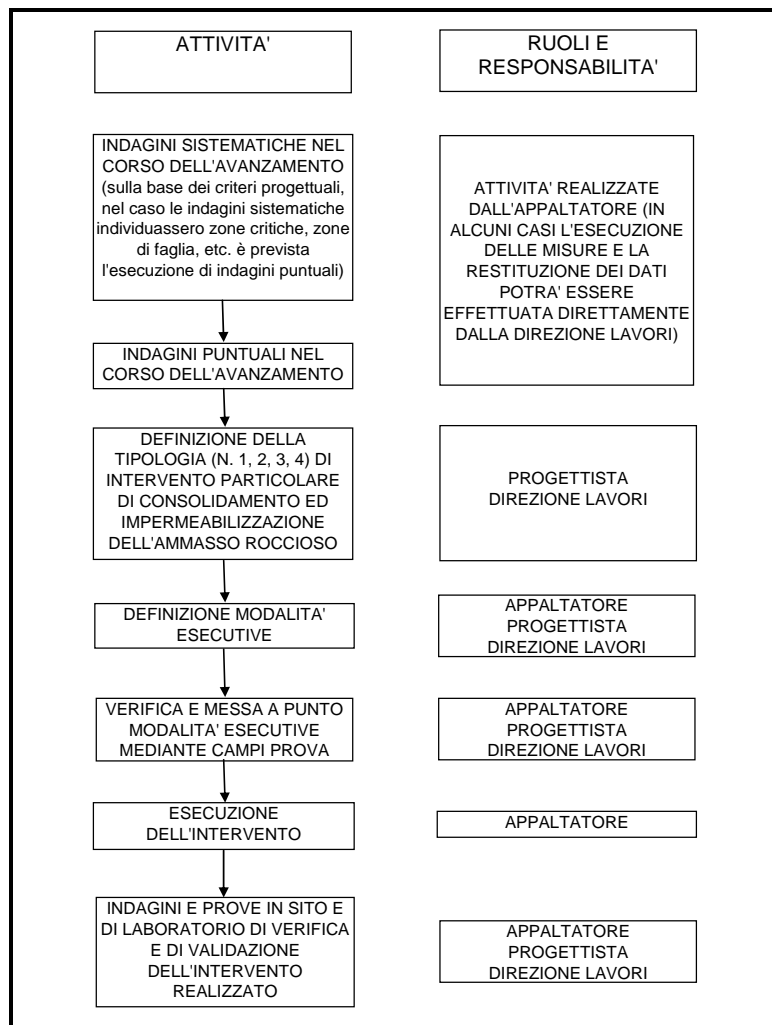 ATTIVITA'
RUOLI E
RESPONSABILITA'
INDAGINI SISTEMATICHE NEL
CORSO DELL'AVANZAMENTO
(sulla base dei criteri progettuali,
nel caso le indagini sistematiche
individuassero zone critiche, zone
di faglia, etc. è prevista
l'esecuzione di indagini puntuali)
ATTIVITA' REALIZZATE
DALL'APPALTATORE (IN
ALCUNI CASI L'ESECUZIONE
DELLE MISURE E LA
RESTITUZIONE DEI DATI
POTRA' ESSERE
EFFETTUATA DIRETTAMENTE
DALLA DIREZIONE LAVORI)
INDAGINI PUNTUALI NEL
CORSO DELL'AVANZAMENTO
DEFINIZIONE DELLA
TIPOLOGIA (N. 1, 2, 3, 4) DI
INTERVENTO PARTICOLARE
DI CONSOLIDAMENTO ED
IMPERMEABILIZZAZIONE
DELL'AMMASSO ROCCIOSO
PROGETTISTA
DIREZIONE LAVORI
DEFINIZIONE MODALITA'
ESECUTIVE
APPALTATORE
PROGETTISTA
DIREZIONE LAVORI
VERIFICA E MESSA A PUNTO
MODALITA' ESECUTIVE
MEDIANTE CAMPI PROVA
APPALTATORE
PROGETTISTA
DIREZIONE LAVORI
ESECUZIONE
DELL'INTERVENTO
APPALTATORE
INDAGINI E PROVE IN SITO E
DI LABORATORIO DI VERIFICA
E DI VALIDAZIONE
DELL'INTERVENTO
REALIZZATO
APPALTATORE
PROGETTISTA
DIREZIONE LAVORI